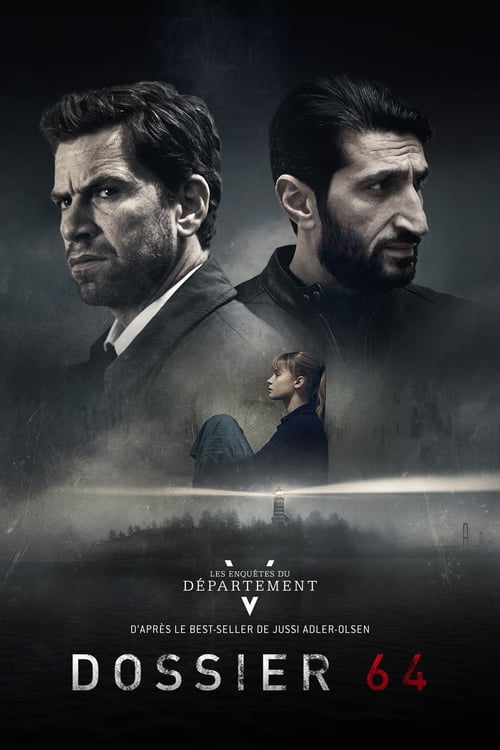 LES ENQUÊTES DU
DÉPARTEMENT
V
D'APRÈS LE BEST-SELLER DE JUSSI ADLER-OLSEN
DOSSIER 64